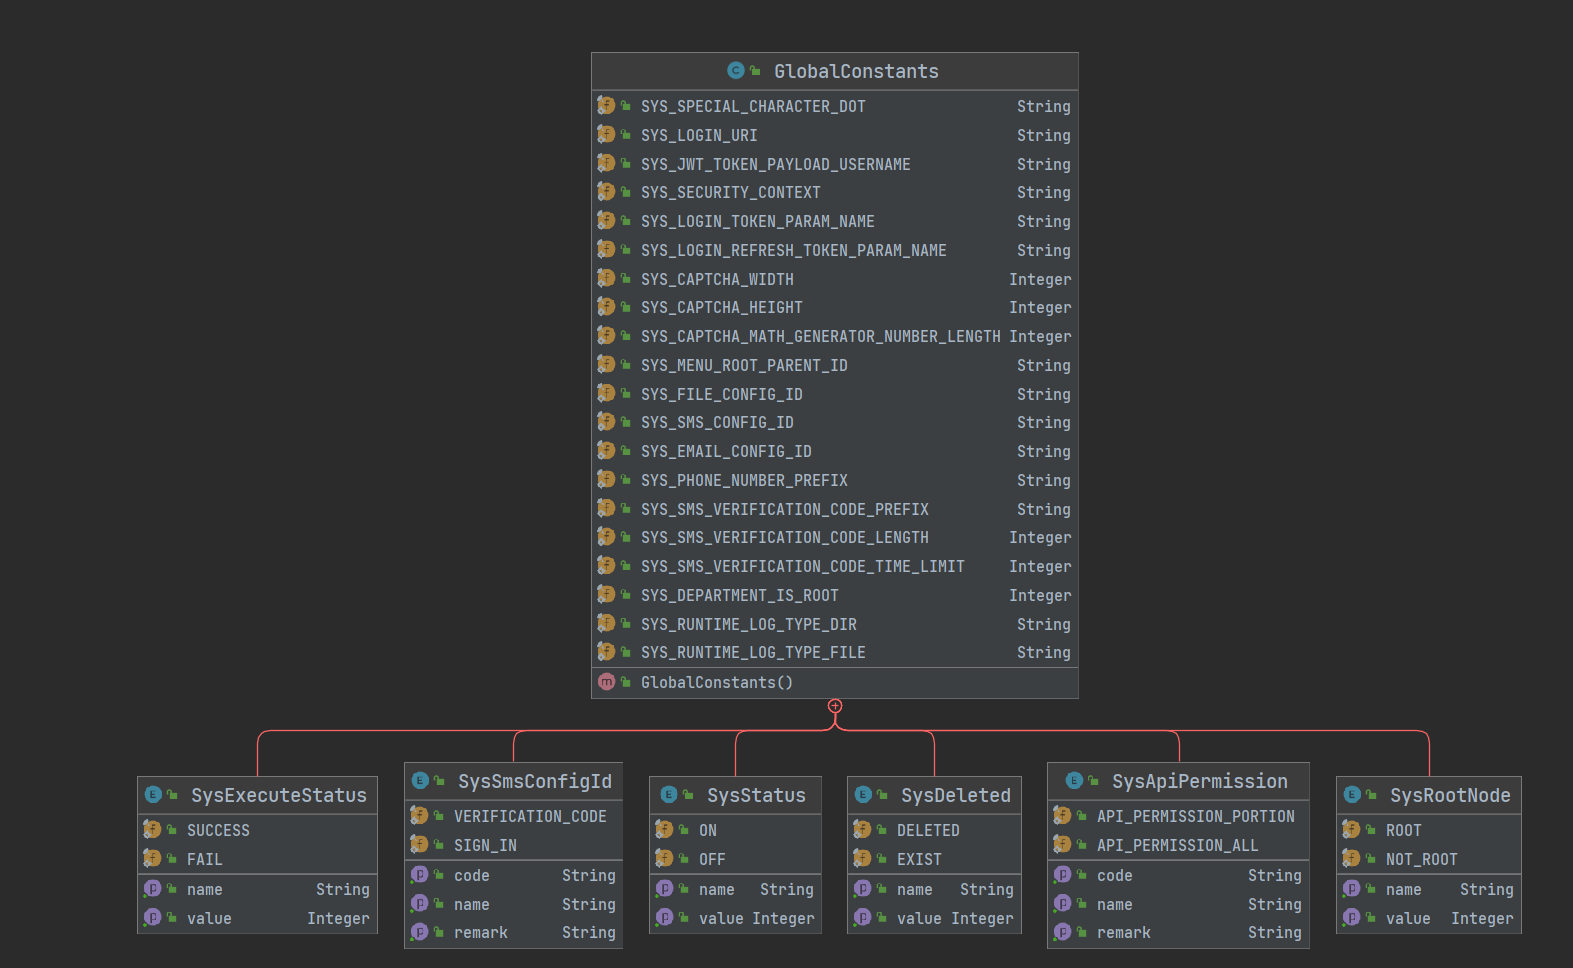 GlobalConstants
SYS_SPECIAL_CHARACTER_DOT String
SYS_LOGIN_URI String
SYS_JWT_TOKEN_PAYLOAD_USERNAME String
SYS_SECURITY_CONTEXT String
SYS_LOGIN_TOKEN_PARAM_NAME String
SYS_LOGIN_REFRESH_TOKEN_PARAM_NAME String
SYS_CAPTCHA_WIDTH Integer
SYS_CAPTCHA_HEIGHT Integer
SYS_CAPTCHA_MATH_GENERATOR_NUMBER_LENGTH Integer
SYS_MENU_ROOT_PARENT_ID String
SYS_FILE_CONFIG_ID String
SYS_SMS_CONFIG_ID String
SYS_EMAIL_CONFIG_ID String
SYS_PHONE_NUMBER_PREFIX String
SYS_SMS_VERIFICATION_CODE_PREFIX String
SYS_SMS_VERIFICATION_CODE_LENGTH Integer
SYS_SMS_VERIFICATION_CODE_TIME_LIMIT Integer
SYS_DEPARTMENT_IS_ROOT Integer
SYS_RUNTIME_LOG_TYPE_DIR String
SYS_RUNTIME_LOG_TYPE_FILE String
GlobalConstants()
SysExecuteStatus
SUCCESS
FAIL
name String
value Integer
SysSmsConfigId
VERIFICATION_CODE
SIGN_IN
code String
name String
remark String
SysStatus
ON
OFF
name String
value Integer
SysDeleted
DELETED
EXIST
name String
value Integer
SysApiPermission
API_PERMISSION_PORTION
API_PERMISSION_ALL
code String
name String
remark String
SysRootNode
ROOT
NOT_ROOT
name String
value Integer